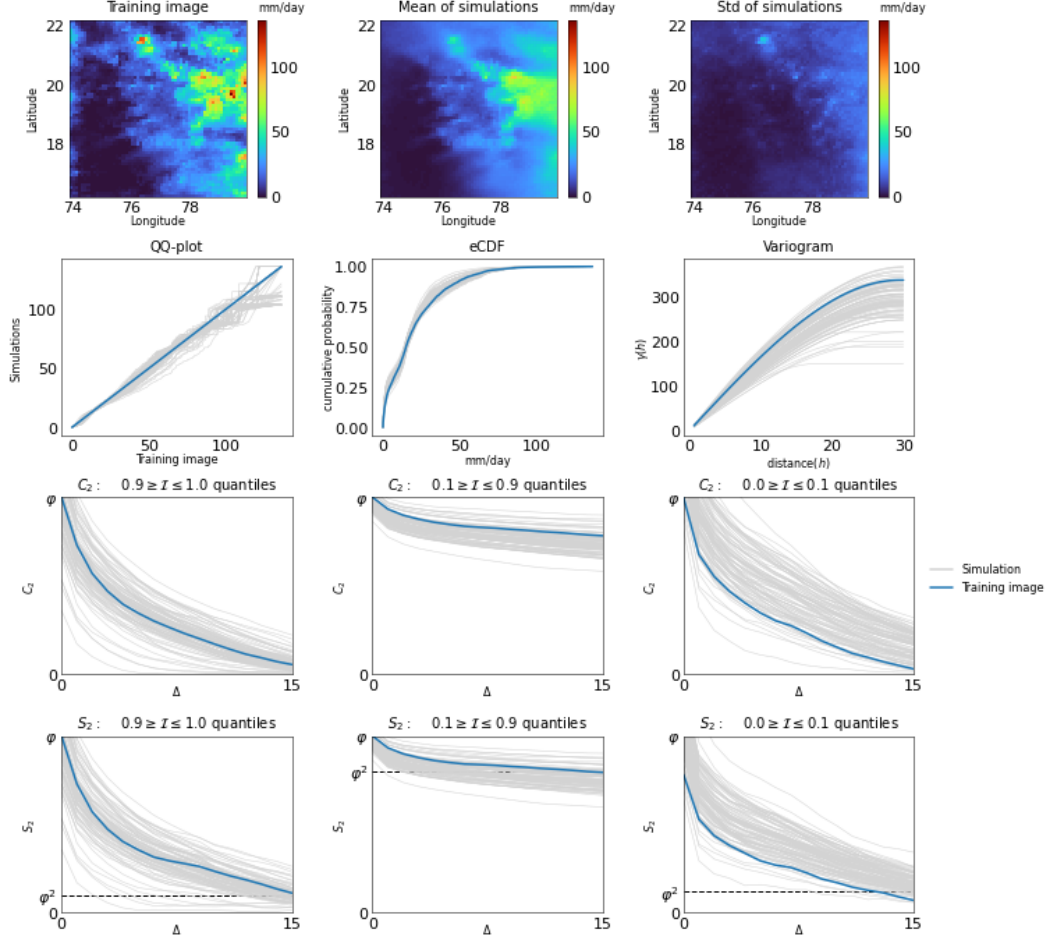 Training image
mm/day
Mean of simulations
mm/day
Std of simulations
mm/day
22
20
18
Latitude
74 76 78
Longitude
100
50
0
22
20
18
Latitude
74 76 78
Longitude
100
50
0
22
20
18
Latitude
74 76 78
Longitude
100
50
0
QQ-plot
100
50
0
Simulations
0 50 100
Training image
eCDF
1.00
0.75
0.50
0.25
0.00
cumulative probability
0 50 100
mm/day
Variogram
300
200
100
0
γ(h)
0 10 20 30
distance(h)
C₂ : 0.9 ≥ I ≤ 1.0 quantiles
φ
C₂
0
0 15
Δ
C₂ : 0.1 ≥ I ≤ 0.9 quantiles
φ
C₂
0
0 15
Δ
C₂ : 0.0 ≥ I ≤ 0.1 quantiles
φ
C₂
0
0 15
Δ
Simulation
Training image
S₂ : 0.9 ≥ I ≤ 1.0 quantiles
φ
S₂
φ²
0
0 15
Δ
S₂ : 0.1 ≥ I ≤ 0.9 quantiles
φ
φ²
S₂
0
0 15
Δ
S₂ : 0.0 ≥ I ≤ 0.1 quantiles
φ
S₂
φ²
0
0 15
Δ